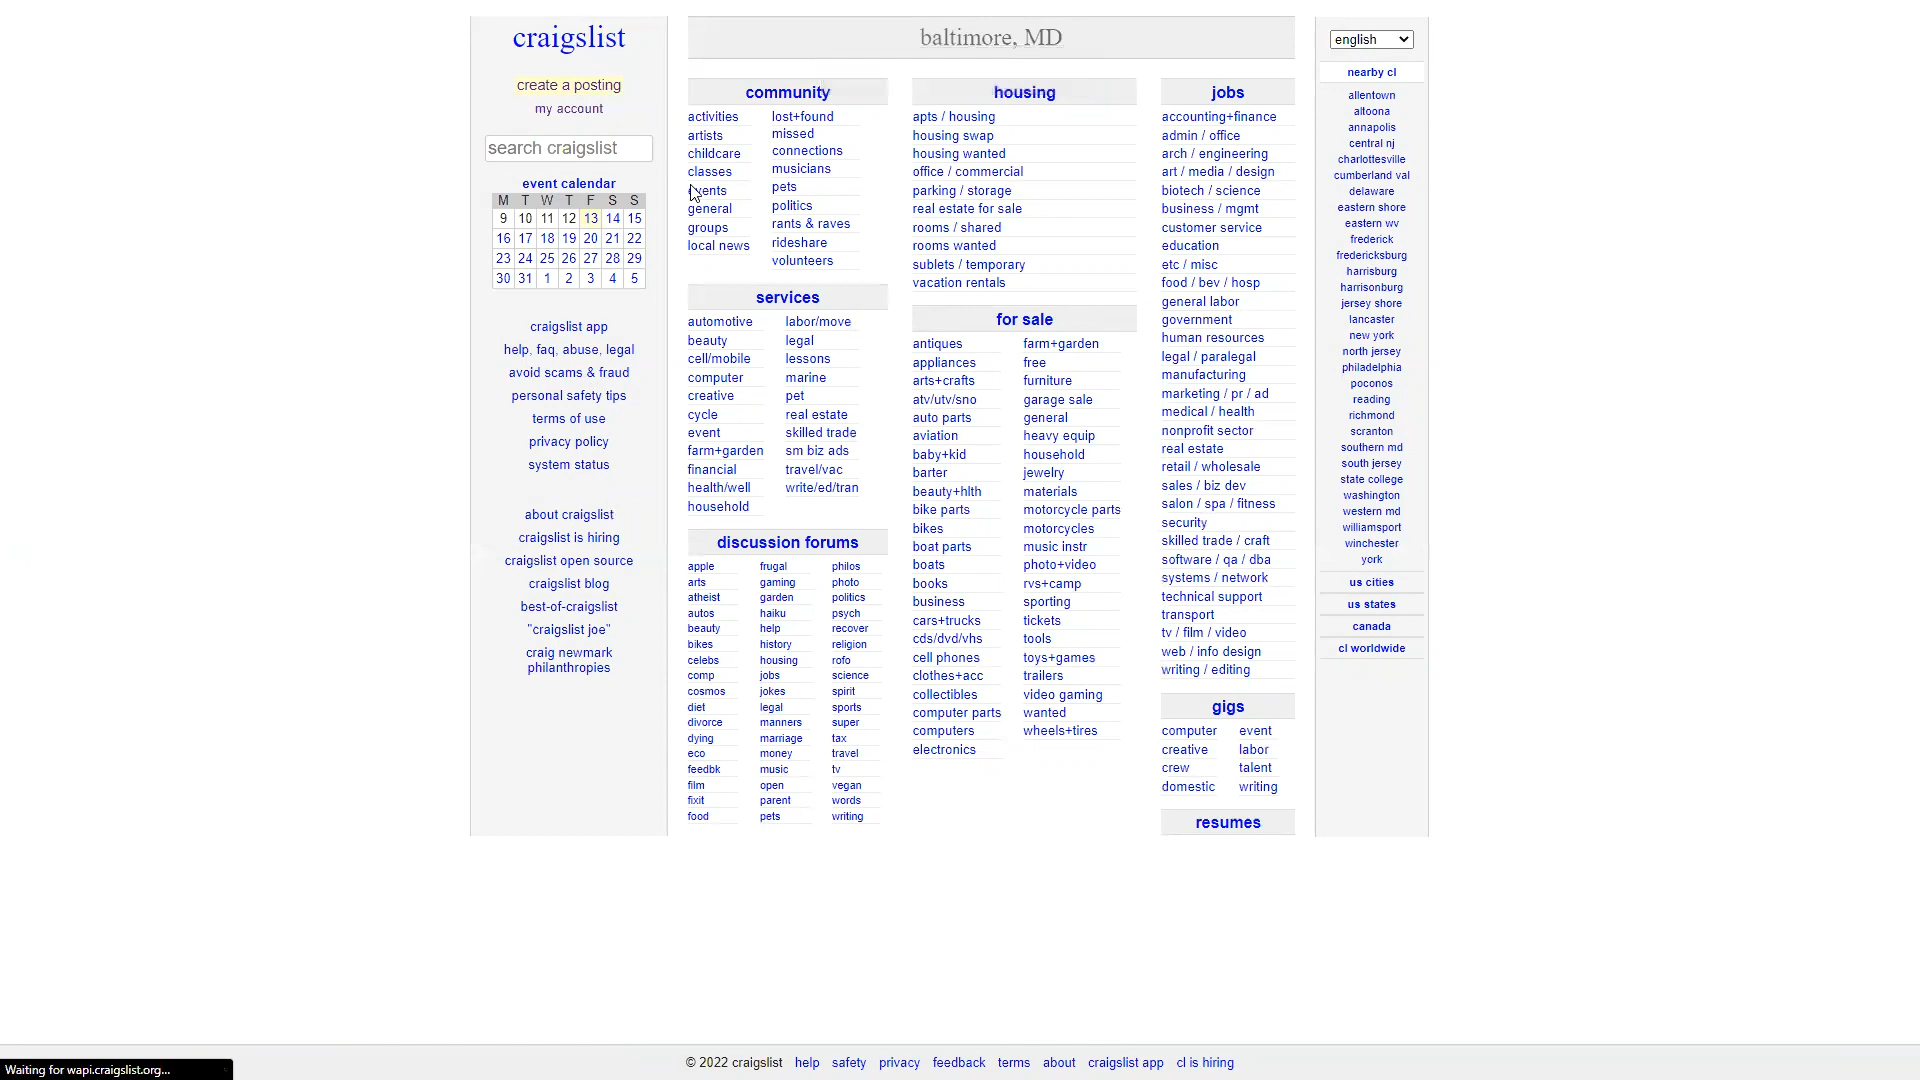 craigslist
create a posting
my account
search craigslist
event calendar
M T W T F S S
9 10 11 12 13 14 15
16 17 18 19 20 21 22
23 24 25 26 27 28 29
30 31 1 2 3 4 5
craigslist app
help, faq, abuse, legal
avoid scams & fraud
personal safety tips
terms of use
privacy policy
system status
about craigslist
craigslist is hiring
craigslist open source
craigslist blog
best-of-craigslist
"craigslist joe"
craig newmark
philanthropies
baltimore, MD
community
activities
artists
childcare
classes
events
general
groups
local news
lost+found
missed
connections
musicians
pets
politics
rants & raves
rideshare
volunteers
services
automotive
beauty
cell/mobile
computer
creative
cycle
event
farm+garden
financial
health/well
household
labor/move
legal
lessons
marine
pet
real estate
skilled trade
sm biz ads
travel/vac
write/ed/tran
discussion forums
apple
arts
atheist
autos
beauty
bikes
celebs
comp
cosmos
diet
divorce
dying
eco
feedbk
film
fixit
food
frugal
gaming
garden
haiku
help
history
housing
jobs
jokes
legal
manners
marriage
money
music
open
parent
pets
philos
photo
politics
psych
recover
religion
rofo
science
spirit
sports
super
tax
travel
tv
vegan
words
writing
housing
apts / housing
housing swap
housing wanted
office / commercial
parking / storage
real estate for sale
rooms / shared
rooms wanted
sublets / temporary
vacation rentals
for sale
antiques
appliances
arts+crafts
atv/utv/sno
auto parts
aviation
baby+kid
barter
beauty+hlth
bike parts
bikes
boat parts
boats
books
business
cars+trucks
cds/dvd/vhs
cell phones
clothes+acc
collectibles
computer parts
computers
electronics
farm+garden
free
furniture
garage sale
general
heavy equip
household
jewelry
materials
motorcycle parts
motorcycles
music instr
photo+video
rvs+camp
sporting
tickets
tools
toys+games
trailers
video gaming
wanted
wheels+tires
jobs
accounting+finance
admin / office
arch / engineering
art / media / design
biotech / science
business / mgmt
customer service
education
etc / misc
food / bev / hosp
general labor
government
human resources
legal / paralegal
manufacturing
marketing / pr / ad
medical / health
nonprofit sector
real estate
retail / wholesale
sales / biz dev
salon / spa / fitness
security
skilled trade / craft
software / qa / dba
systems / network
technical support
transport
tv / film / video
web / info design
writing / editing
gigs
computer
creative
crew
domestic
event
labor
talent
writing
resumes
english
nearby cl
allentown
altoona
annapolis
central nj
charlottesville
cumberland val
delaware
eastern shore
eastern wv
frederick
fredericksburg
harrisburg
harrisonburg
jersey shore
lancaster
new york
north jersey
philadelphia
poconos
reading
richmond
scranton
southern md
south jersey
state college
washington
western md
williamsport
winchester
york
us cities
us states
canada
cl worldwide
© 2022 craigslist help safety privacy feedback terms about craigslist app cl is hiring
Waiting for wapi.craigslist.org...